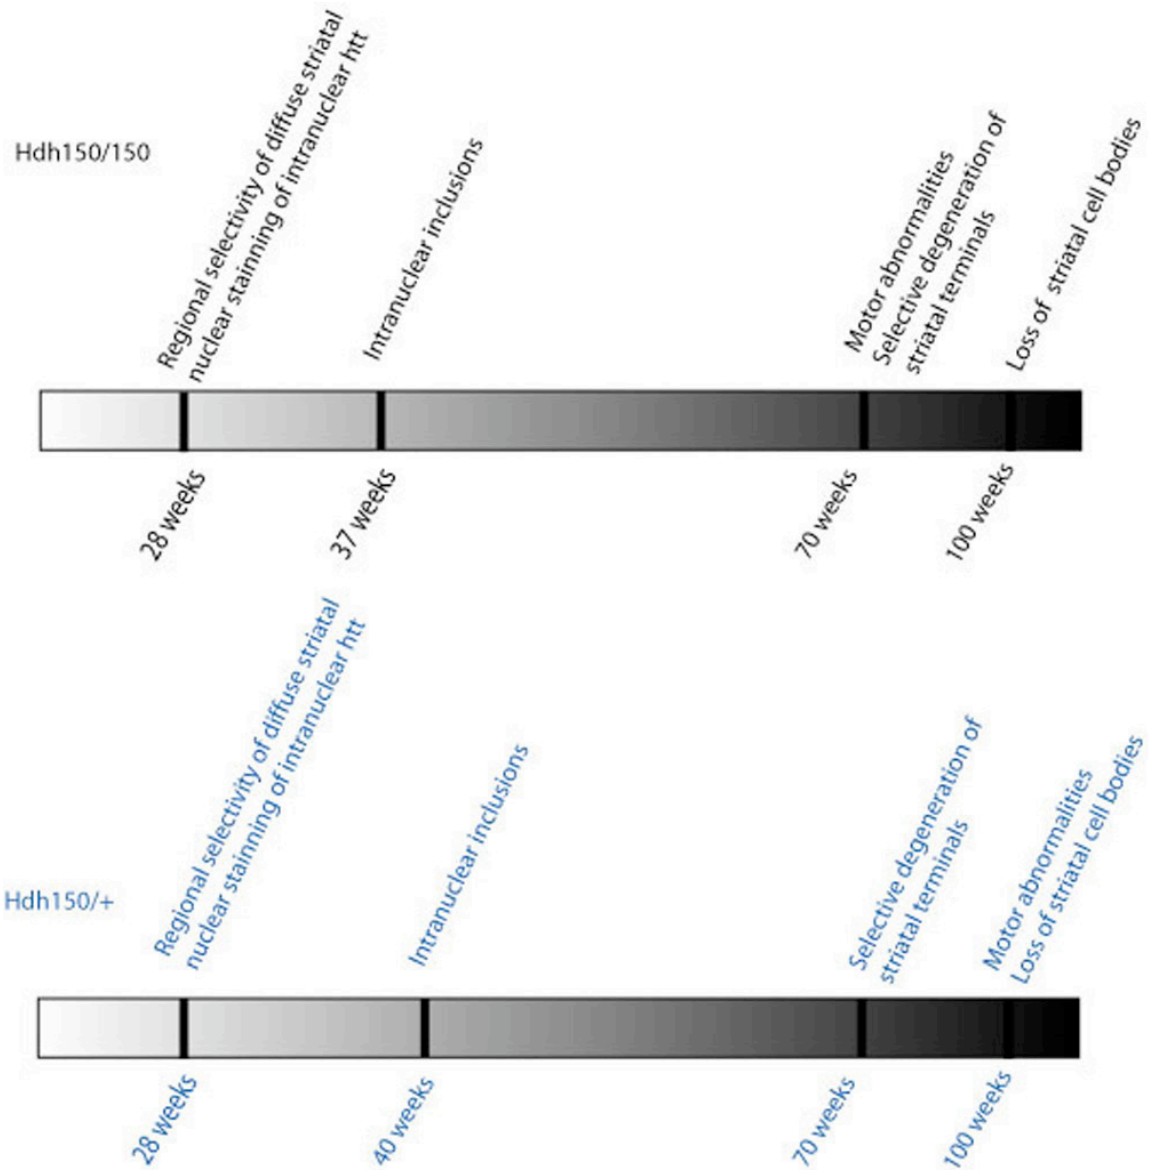 Hdh150/150
Regional selectivity of diffuse striatal
nuclear stainning of intranuclear htt
Intranuclear inclusions
Motor abnormalities
Selective degeneration of
striatal terminals
Loss of striatal cell bodies
28 weeks
37 weeks
70 weeks
100 weeks
Hdh150/+
Regional selectivity of diffuse striatal
nuclear stainning of intranuclear htt
Intranuclear inclusions
Selective degeneration of
striatal terminals
Motor abnormalities
Loss of striatal cell bodies
28 weeks
40 weeks
70 weeks
100 weeks